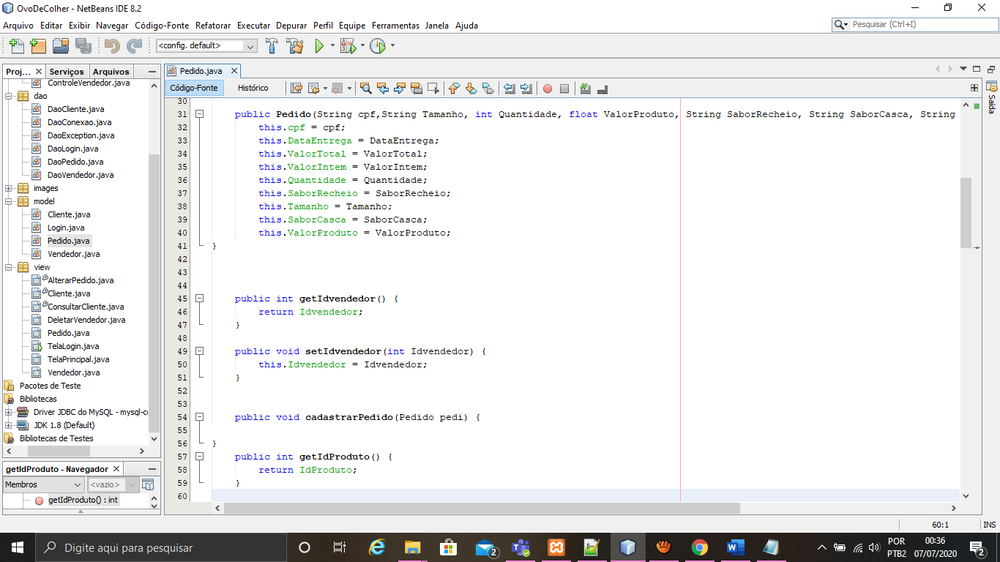 OvoDeColher - NetBeans IDE 8.2
Arquivo Editar Exibir Navegar Código-Fonte Refatorar Executar Depurar Perfil Equipe Ferramentas Janela Ajuda
Pesquisar (Ctrl+I)
<config. default>
Proj... Serviços Arquivos
ControleVendedor.java
dao
DaoCliente.java
DaoConexao.java
DaoException.java
DaoLogin.java
DaoPedido.java
DaoVendedor.java
images
model
Cliente.java
Login.java
Pedido.java
Vendedor.java
view
AlterarPedido.java
Cliente.java
ConsultarCliente.java
DeletarVendedor.java
Pedido.java
TelaLogin.java
TelaPrincipal.java
Vendedor.java
Pacotes de Teste
Bibliotecas
Driver JDBC do MySQL - mysql-co
JDK 1.8 (Default)
Bibliotecas de Testes
getIdProduto - Navegador
Membros <vazio>
getIdProduto() : int
Pedido.java
Código-Fonte Histórico
30
31 public Pedido(String cpf,String Tamanho, int Quantidade, float ValorProduto, String SaborRecheio, String SaborCasca, String
32 this.cpf = cpf;
33 this.DataEntrega = DataEntrega;
34 this.ValorTotal = ValorTotal;
35 this.ValorIntem = ValorIntem;
36 this.Quantidade = Quantidade;
37 this.SaborRecheio = SaborRecheio;
38 this.Tamanho = Tamanho;
39 this.SaborCasca = SaborCasca;
40 this.ValorProduto = ValorProduto;
41 }
42
43
44
45 public int getIdvendedor() {
46 return Idvendedor;
47 }
48
49 public void setIdvendedor(int Idvendedor) {
50 this.Idvendedor = Idvendedor;
51 }
52
53
54 public void cadastrarPedido(Pedido pedi) {
55
56 }
57 public int getIdProduto() {
58 return IdProduto;
59 }
60
Saída
60:1 INS
Digite aqui para pesquisar
2
POR
PTB2
00:36
07/07/2020
2